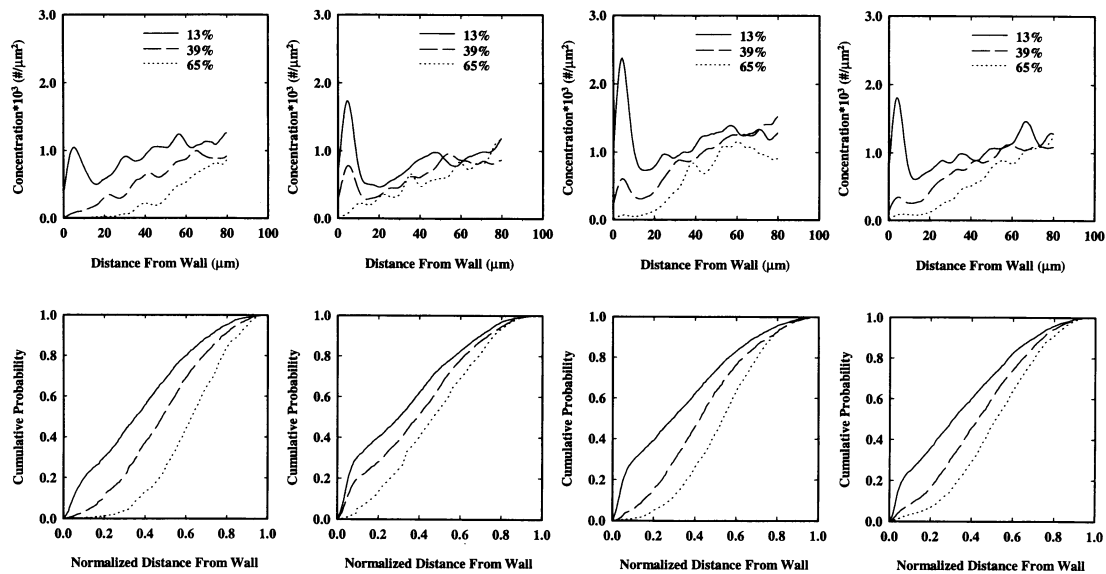 3.0
2.0
1.0
0.0
Concentration*10³ (#/μm²)
13%
39%
65%
0 20 40 60 80 100
Distance From Wall (μm)
3.0
2.0
1.0
0.0
Concentration*10³ (#/μm²)
13%
39%
65%
0 20 40 60 80 100
Distance From Wall (μm)
3.0
2.0
1.0
0.0
Concentration*10³ (#/μm²)
13%
39%
65%
0 20 40 60 80 100
Distance From Wall (μm)
3.0
2.0
1.0
0.0
Concentration*10³ (#/μm²)
13%
39%
65%
0 20 40 60 80 100
Distance From Wall (μm)
1.0
0.8
0.6
0.4
0.2
0.0
Cumulative Probability
0.0 0.2 0.4 0.6 0.8 1.0
Normalized Distance From Wall
1.0
0.8
0.6
0.4
0.2
0.0
Cumulative Probability
0.0 0.2 0.4 0.6 0.8 1.0
Normalized Distance From Wall
1.0
0.8
0.6
0.4
0.2
0.0
Cumulative Probability
0.0 0.2 0.4 0.6 0.8 1.0
Normalized Distance From Wall
1.0
0.8
0.6
0.4
0.2
0.0
Cumulative Probability
0.0 0.2 0.4 0.6 0.8 1.0
Normalized Distance From Wall